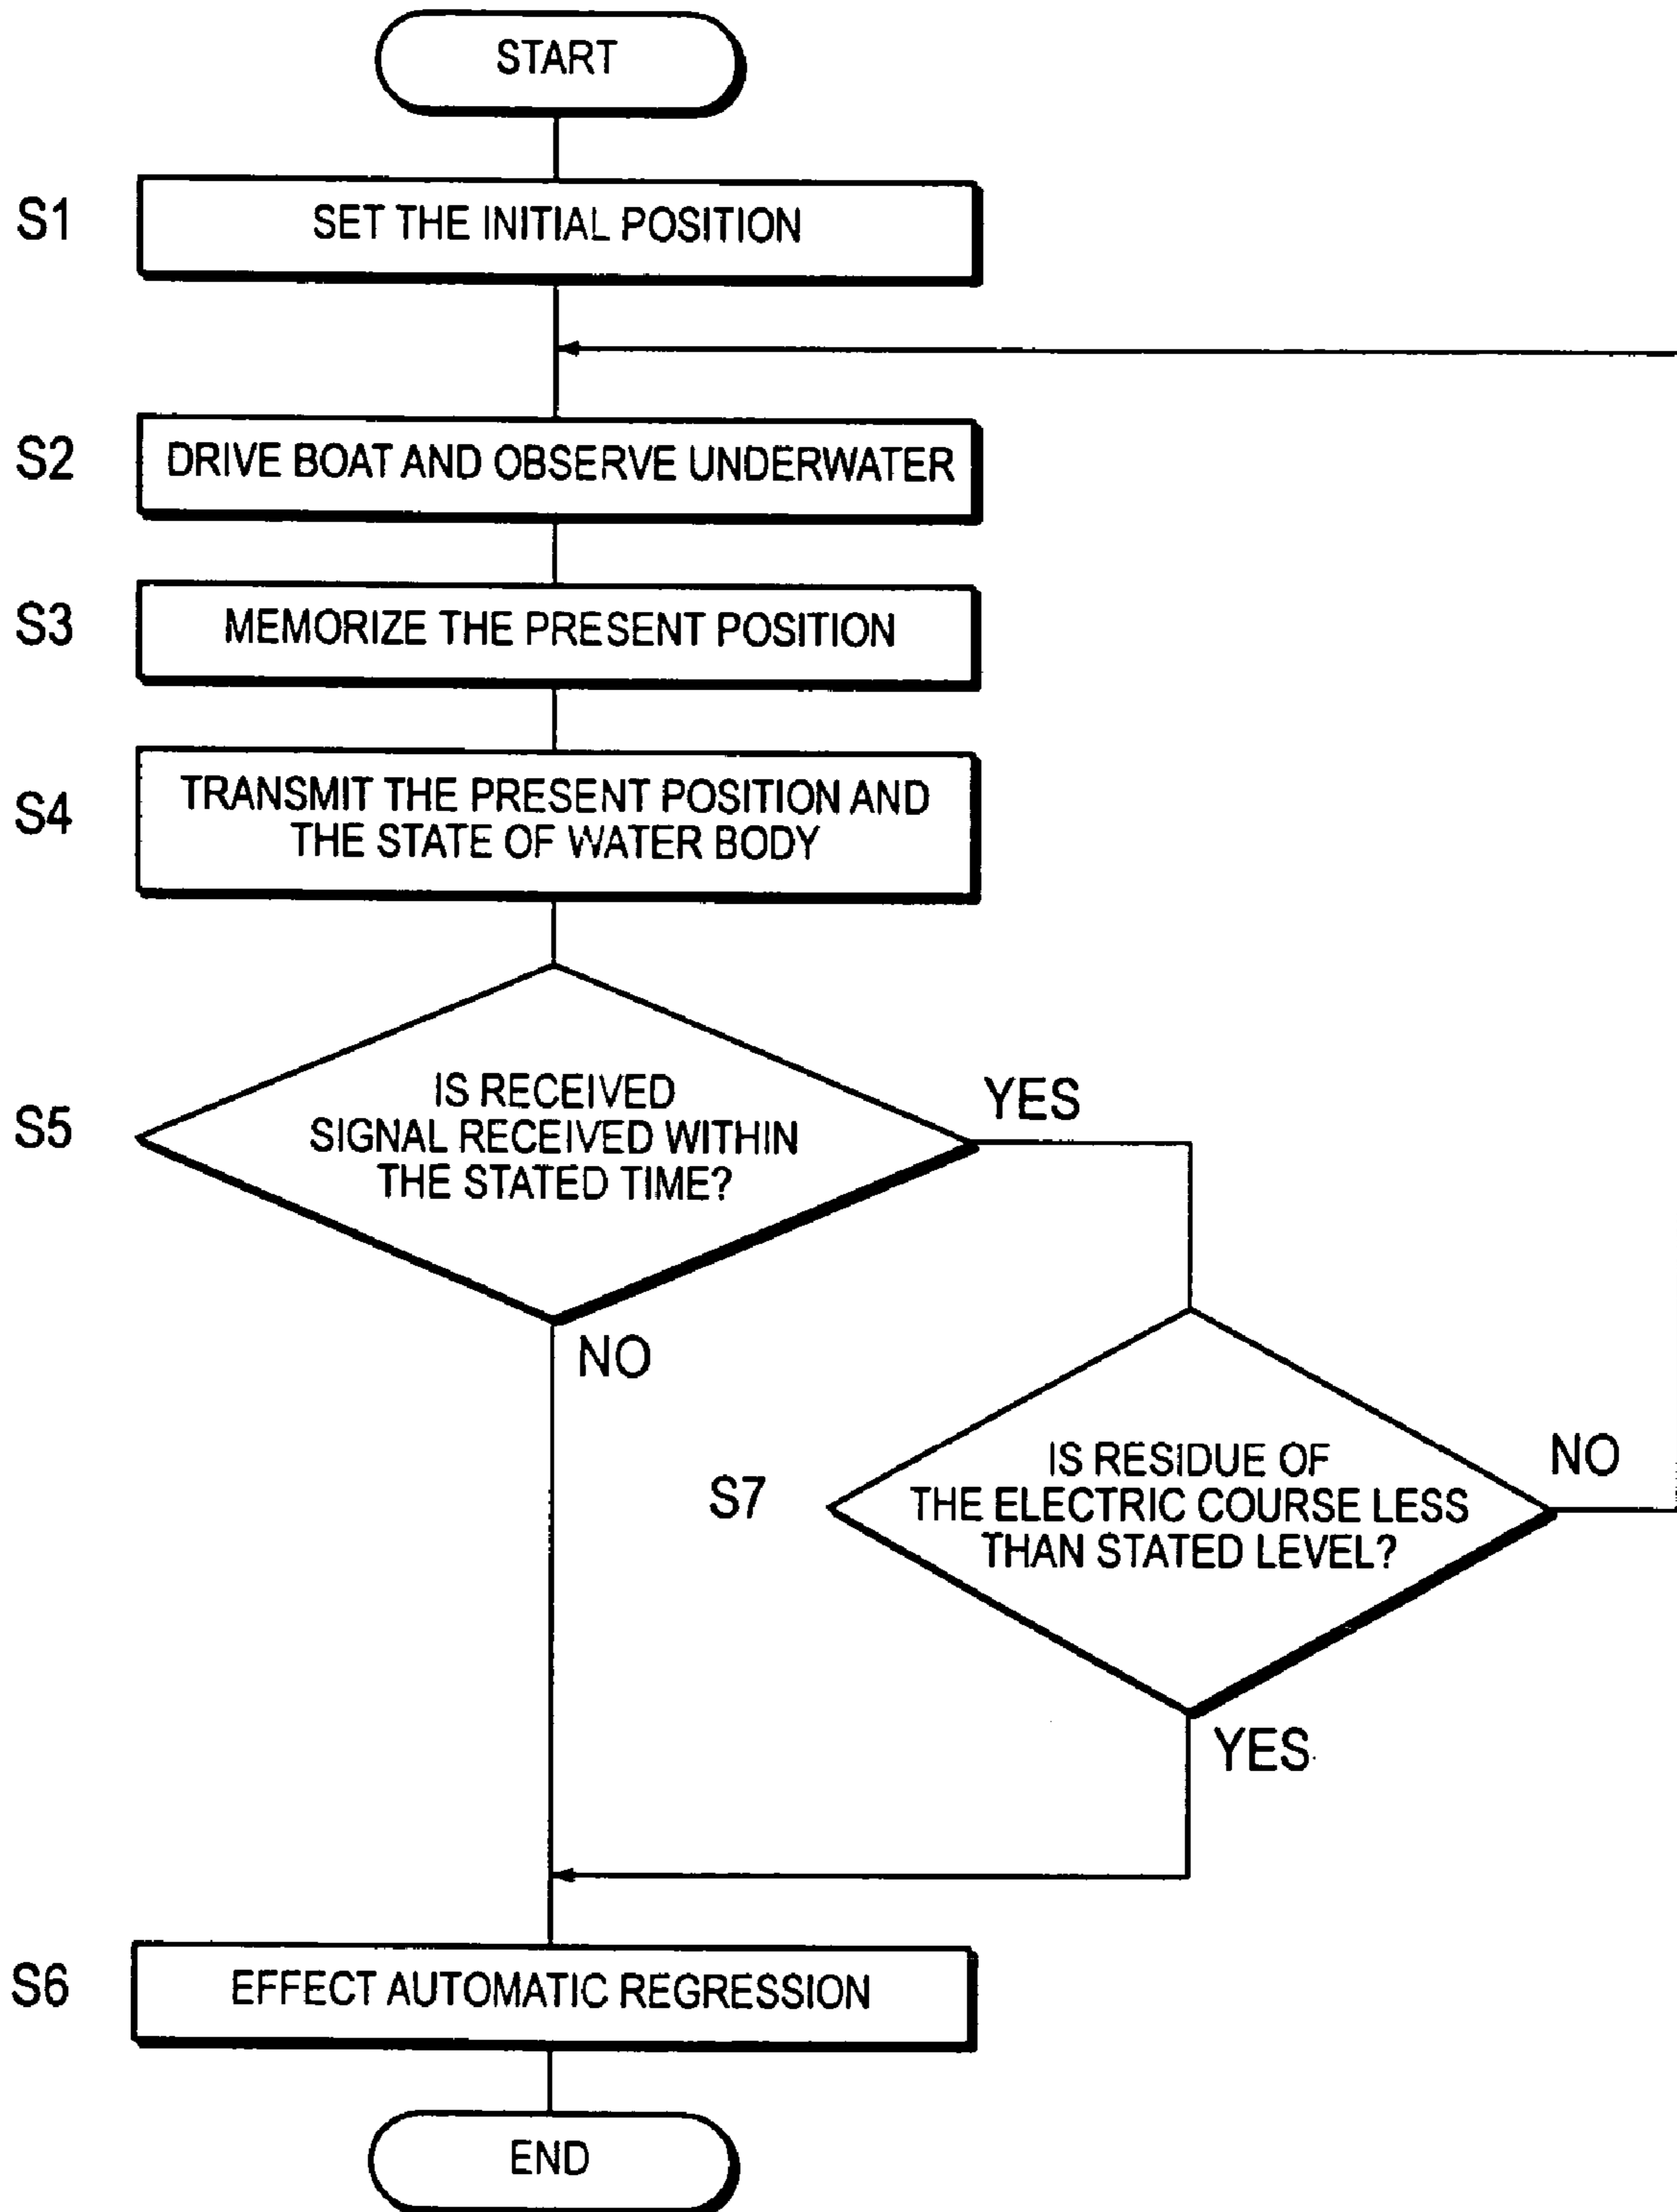 START
S1
SET THE INITIAL POSITION
S2
DRIVE BOAT AND OBSERVE UNDERWATER
S3
MEMORIZE THE PRESENT POSITION
S4
TRANSMIT THE PRESENT POSITION AND
THE STATE OF WATER BODY
S5
IS RECEIVED
SIGNAL RECEIVED WITHIN
THE STATED TIME?
YES
NO
S7
IS RESIDUE OF
THE ELECTRIC COURSE LESS
THAN STATED LEVEL?
NO
YES
S6
EFFECT AUTOMATIC REGRESSION
END